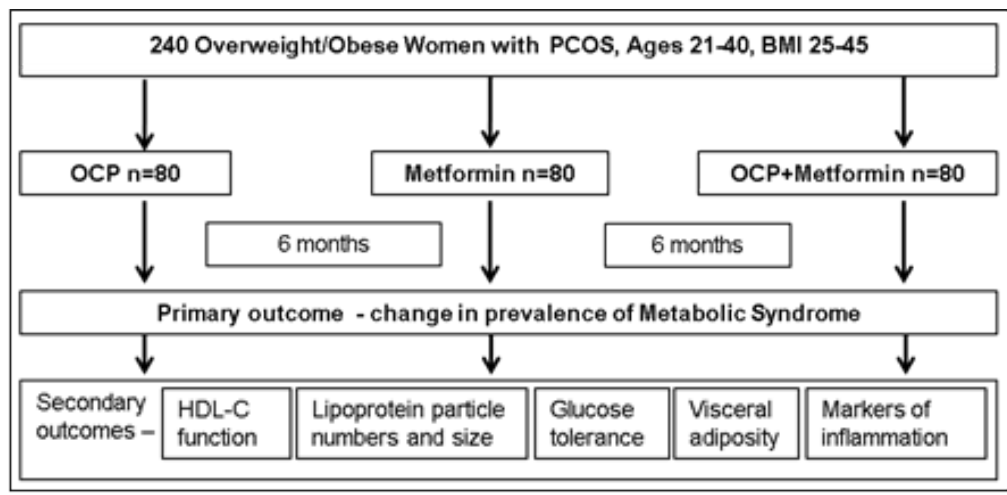 240 Overweight/Obese Women with PCOS, Ages 21-40, BMI 25-45
OCP n=80
Metformin n=80
OCP+Metformin n=80
6 months
6 months
Primary outcome - change in prevalence of Metabolic Syndrome
Secondary
outcomes –
HDL-C
function
Lipoprotein particle
numbers and size
Glucose
tolerance
Visceral
adiposity
Markers of
inflammation